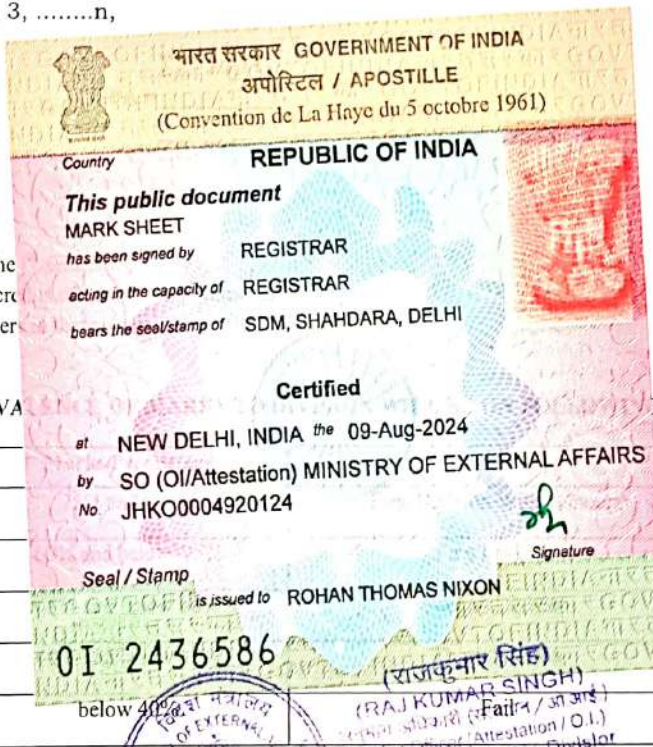 3, ........n,
भारत सरकार GOVERNMENT OF INDIA
अपोस्टिल / APOSTILLE
(Convention de La Haye du 5 octobre 1961)
Country REPUBLIC OF INDIA
This public document
MARK SHEET
has been signed by REGISTRAR
acting in the capacity of REGISTRAR
bears the seal/stamp of SDM, SHAHDARA, DELHI
Certified
at NEW DELHI, INDIA the 09-Aug-2024
by SO (OI/Attestation) MINISTRY OF EXTERNAL AFFAIRS
No. JHKO0004920124
Signature
Seal / Stamp
is issued to ROHAN THOMAS NIXON
OI 2436586
(राजकुमार सिंह)
(RAJ KUMAR SINGH)
below 40% Fail
OF EXTERNAL
(Attestation / O.I.)